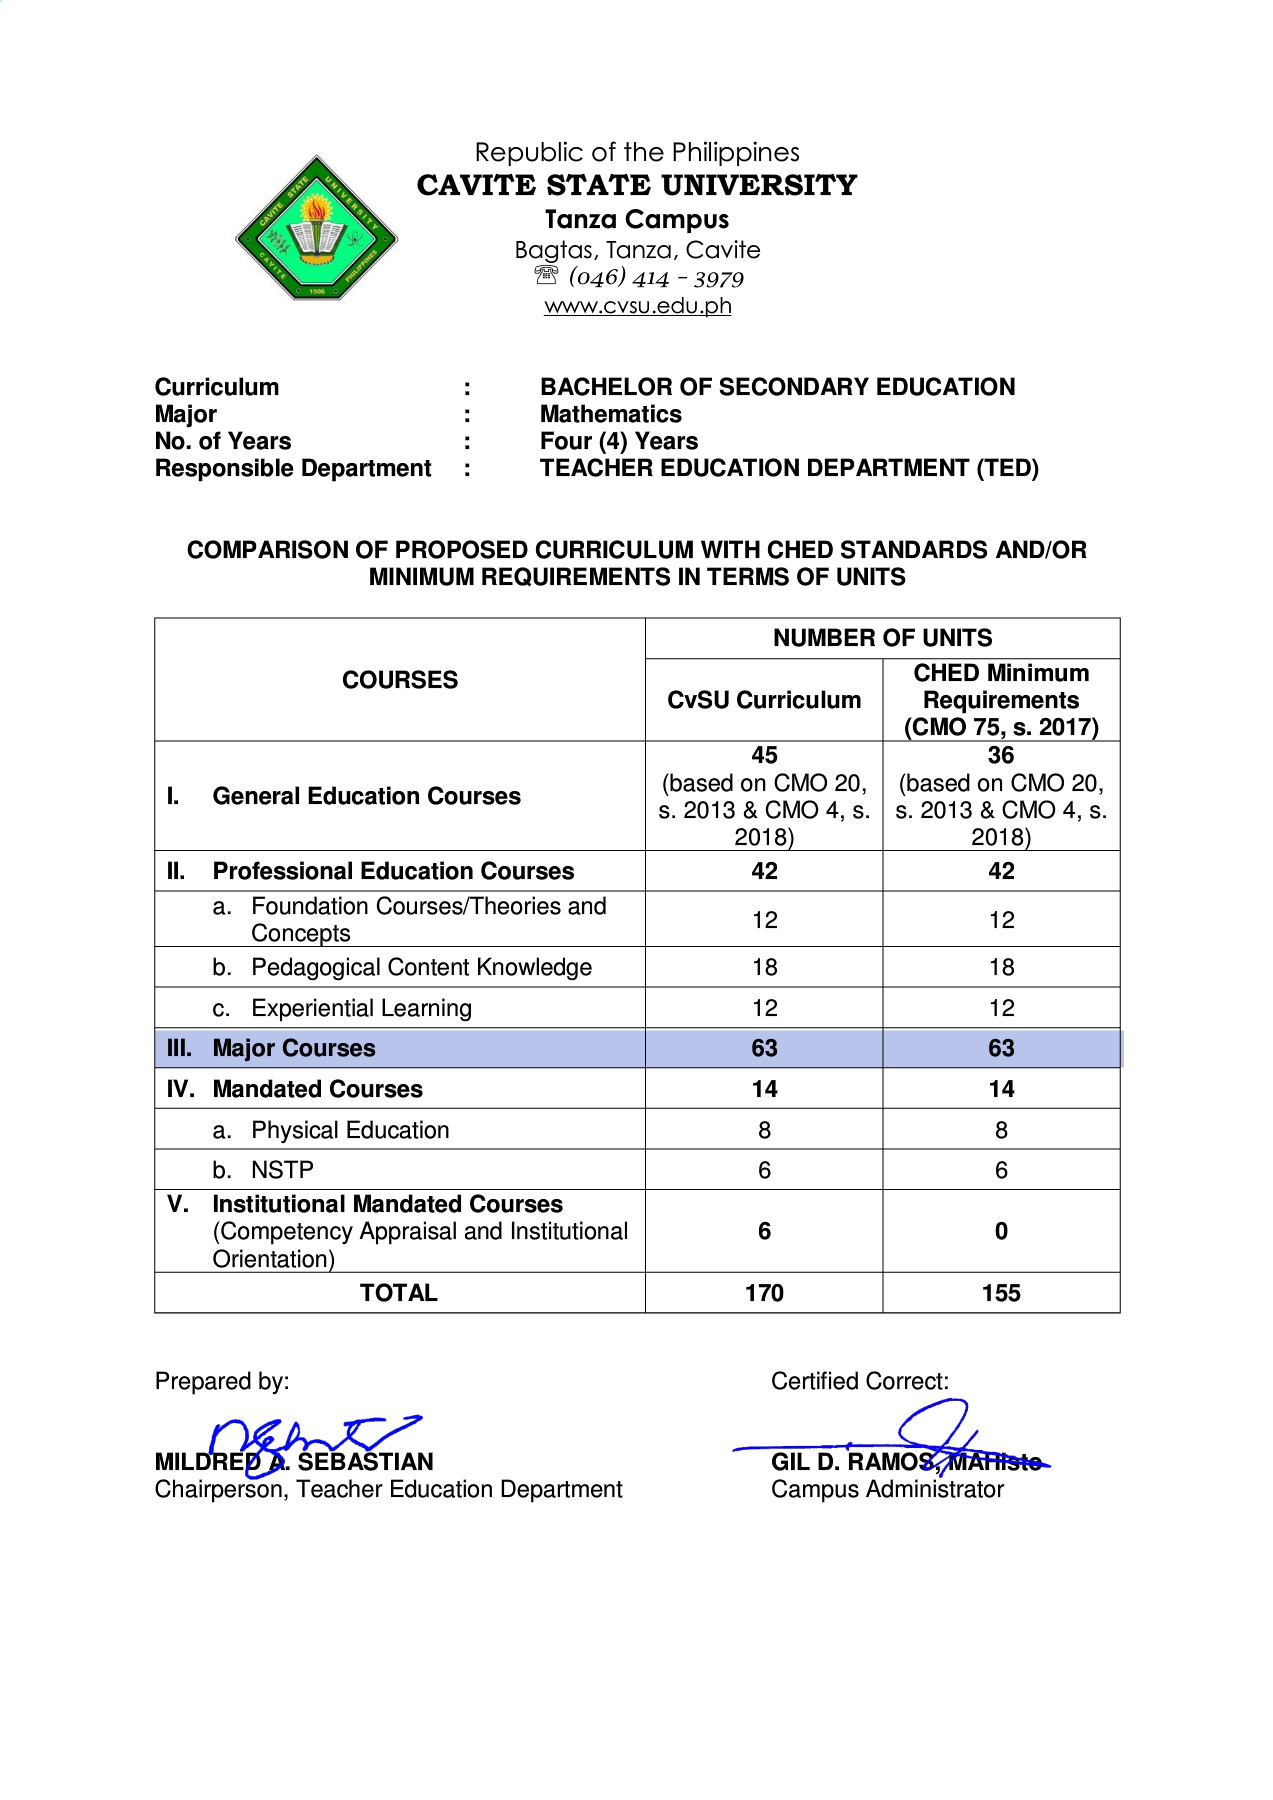 Republic of the Philippines
CAVITE STATE UNIVERSITY
Tanza Campus
Bagtas, Tanza, Cavite
☏ (046) 414 – 3979
www.cvsu.edu.ph
CAVITE STATE UNIVERSITY
CAVITE PHILIPPINES
1906
Curriculum : BACHELOR OF SECONDARY EDUCATION
Major : Mathematics
No. of Years : Four (4) Years
Responsible Department : TEACHER EDUCATION DEPARTMENT (TED)
COMPARISON OF PROPOSED CURRICULUM WITH CHED STANDARDS AND/OR
MINIMUM REQUIREMENTS IN TERMS OF UNITS
COURSES
NUMBER OF UNITS
CvSU Curriculum
CHED Minimum
Requirements
(CMO 75, s. 2017)
I. General Education Courses
45
(based on CMO 20,
s. 2013 & CMO 4, s.
2018)
36
(based on CMO 20,
s. 2013 & CMO 4, s.
2018)
II. Professional Education Courses 42 42
a. Foundation Courses/Theories and
Concepts
12 12
b. Pedagogical Content Knowledge 18 18
c. Experiential Learning 12 12
III. Major Courses 63 63
IV. Mandated Courses 14 14
a. Physical Education 8 8
b. NSTP 6 6
V. Institutional Mandated Courses
(Competency Appraisal and Institutional
Orientation)
6 0
TOTAL 170 155
Prepared by: Certified Correct:
MILDRED A. SEBASTIAN GIL D. RAMOS, MAHisto
Chairperson, Teacher Education Department Campus Administrator